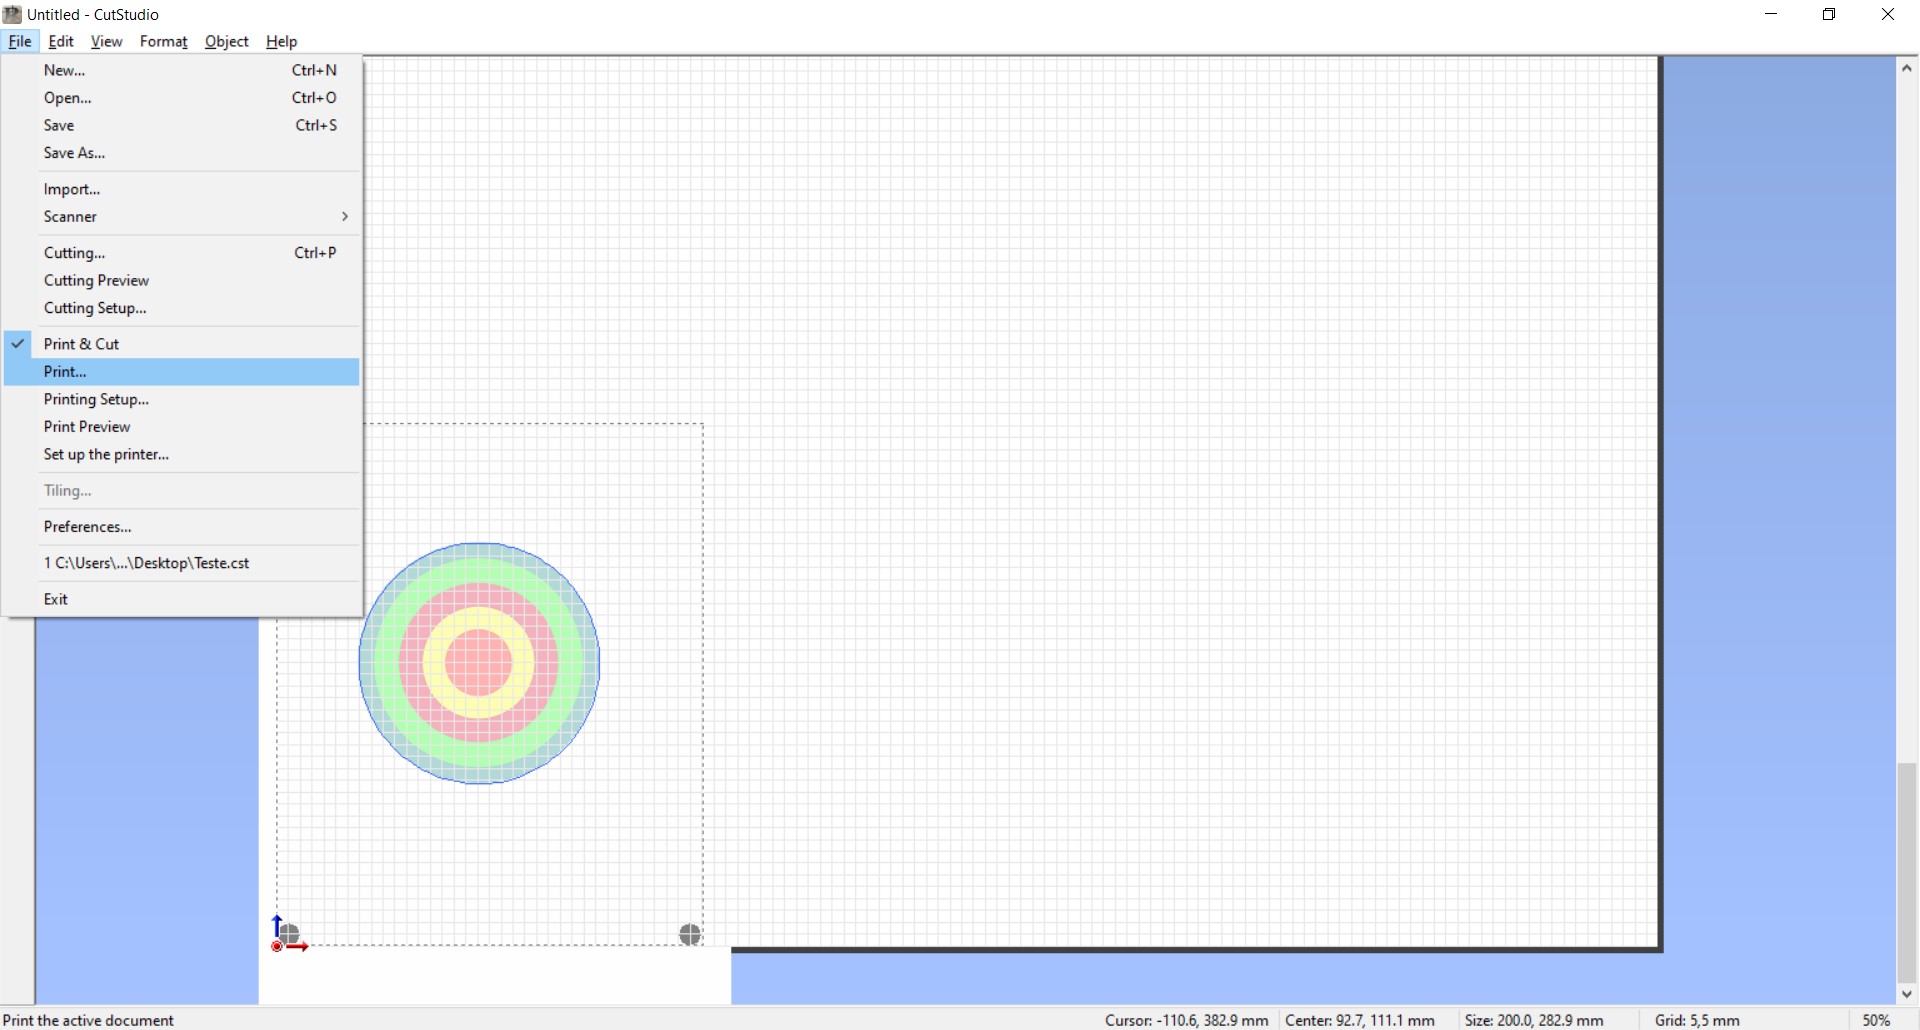 Untitled - CutStudio
File Edit View Format Object Help
New... Ctrl+N
Open... Ctrl+O
Save Ctrl+S
Save As...
Import...
Scanner
Cutting... Ctrl+P
Cutting Preview
Cutting Setup...
Print & Cut
Print...
Printing Setup...
Print Preview
Set up the printer...
Tiling...
Preferences...
1 C:\Users\...\Desktop\Teste.cst
Exit
Print the active document Cursor: -110.6, 382.9 mm Center: 92.7, 111.1 mm Size: 200.0, 282.9 mm Grid: 5,5 mm 50%